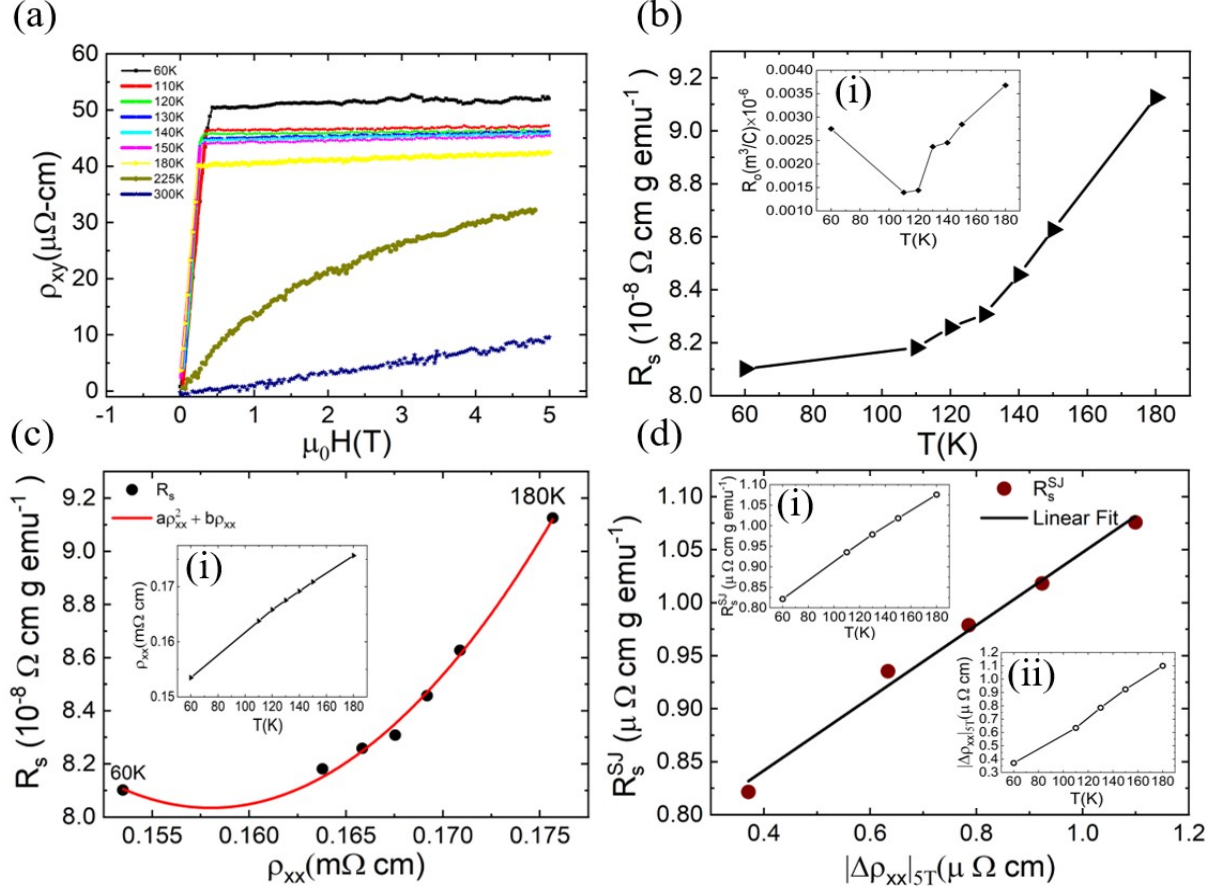 (a)
60
50
40
30
20
10
0
ρxy(μΩ-cm)
60K
110K
120K
130K
140K
150K
180K
225K
300K
-1 0 1 2 3 4 5
μ0H(T)
(b)
9.2
9.0
8.8
8.6
8.4
8.2
8.0
Rs (10-8 Ω cm g emu-1)
(i)
0.0040
0.0035
0.0030
0.0025
0.0020
0.0015
0.0010
Ro(m3/C)×10-6
60 80 100 120 140 160 180
T(K)
60 80 100 120 140 160 180
T(K)
(c)
9.2
9.0
8.8
8.6
8.4
8.2
8.0
Rs (10-8 Ω cm g emu-1)
Rs
aρ2xx + bρxx
180K
60K
(i)
0.17
0.16
0.15
ρxx(mΩ cm)
60 80 100 120 140 160 180
T(K)
0.155 0.160 0.165 0.170 0.175
ρxx(mΩ cm)
(d)
1.10
1.05
1.00
0.95
0.90
0.85
0.80
RsSJ (μ Ω cm g emu-1)
RsSJ
Linear Fit
(i)
1.10
1.05
1.00
0.95
0.90
0.85
0.80
RsSJ (μ Ω cm g emu-1)
60 80 100 120 140 160 180
T(K)
(ii)
1.2
1.1
1.0
0.9
0.8
0.7
0.6
0.5
0.4
0.3
|Δρxx|5T(μ Ω cm)
60 80 100 120 140 160 180
T(K)
0.4 0.6 0.8 1.0 1.2
|Δρxx|5T(μ Ω cm)